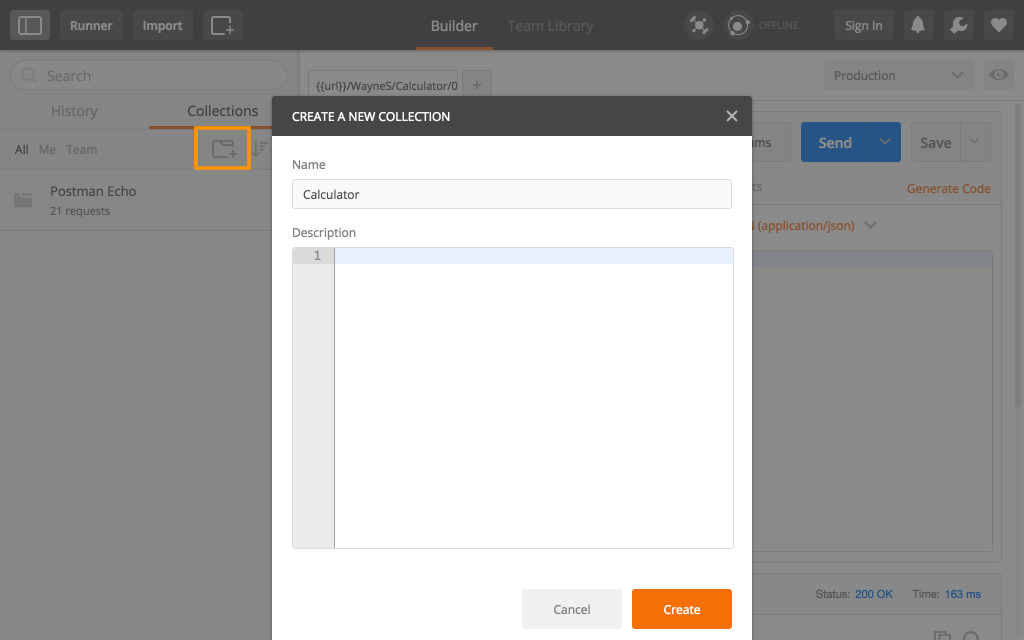 Runner
Import
Builder
Team Library
OFFLINE
Sign In
Search
{{url}}/WayneS/Calculator/0
+
Production
History
Collections
CREATE A NEW COLLECTION
All Me Team
Send
Save
Name
Calculator
Postman Echo
21 requests
Generate Code
Description
(application/json)
1
Status: 200 OK
Time: 163 ms
Cancel
Create